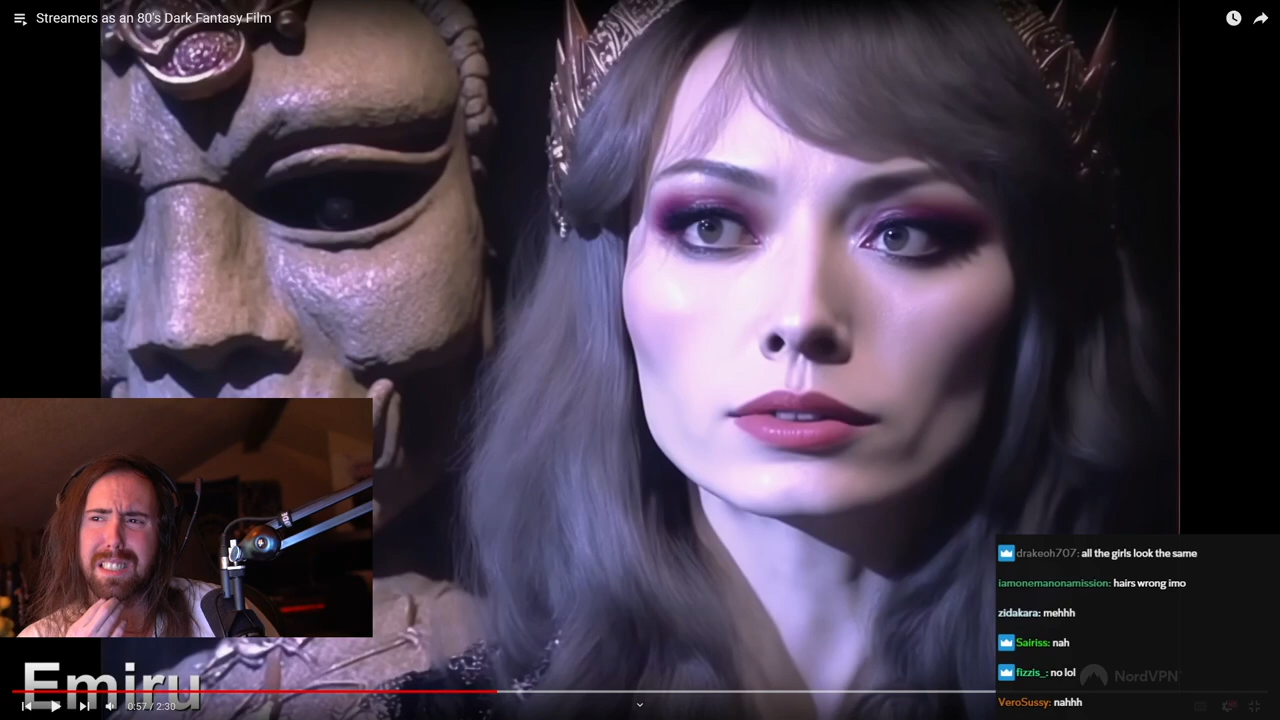 Streamers as an 80's Dark Fantasy Film
drakeoh707: all the girls look the same
iamonemanonamission: hairs wrong imo
zidakara: mehhh
Sairiss: nah
fizzis_: no lol
NordVPN
VeroSussy: nahhh
Emiru
0:57 / 2:30